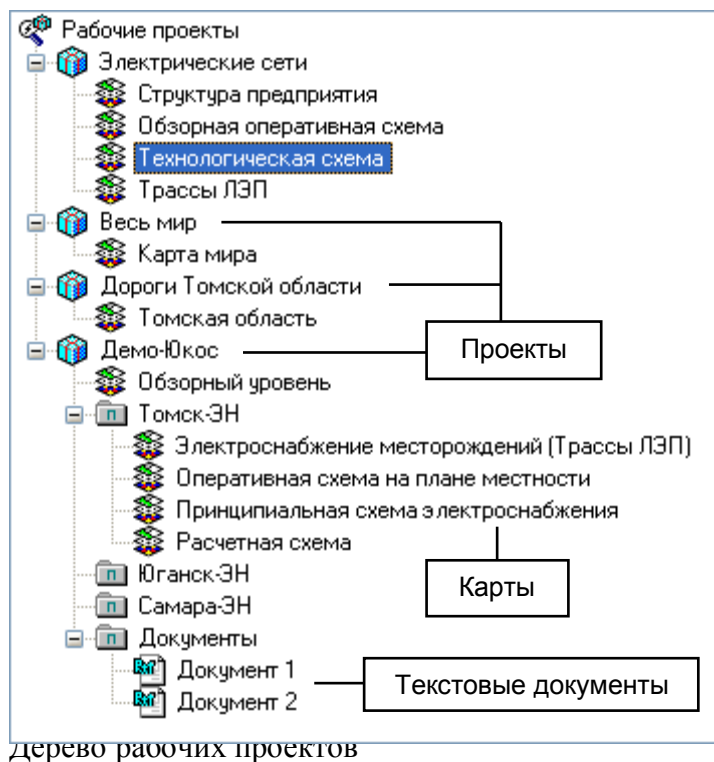 Рабочие проекты
Электрические сети
Структура предприятия
Обзорная оперативная схема
Технологическая схема
Трассы ЛЭП
Весь мир
Карта мира
Дороги Томской области
Томская область
Проекты
Демо-Юкос
Обзорный уровень
п Томск-ЭН
Электроснабжение месторождений (Трассы ЛЭП)
Оперативная схема на плане местности
Принципиальная схема электроснабжения
Расчетная схема
п Юганск-ЭН
Карты
п Самара-ЭН
п Документы
Документ 1
Текстовые документы
Документ 2
Дерево рабочих проектов